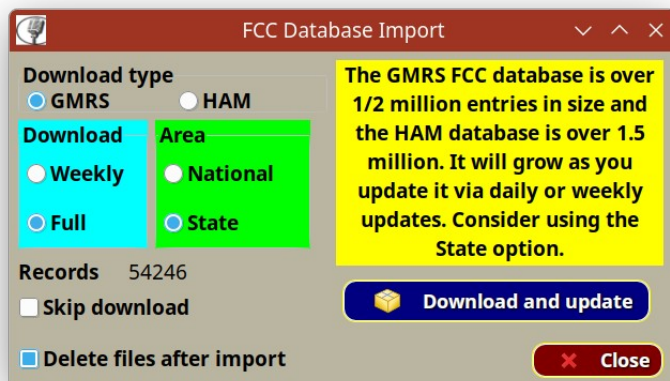 FCC Database Import
Download type
GMRS HAM
Download
Weekly
Full
Area
National
State
Records 54246
Skip download
Delete files after import
The GMRS FCC database is over
1/2 million entries in size and
the HAM database is over 1.5
million. It will grow as you
update it via daily or weekly
updates. Consider using the
State option.
Download and update
Close